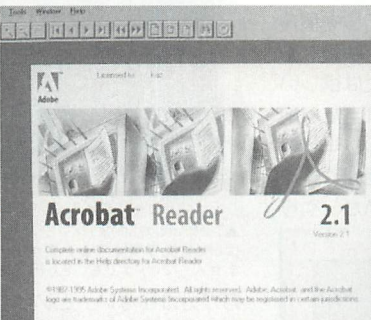 Tools Window Help
Licensed to:
Adobe
Acrobat Reader 2.1
Version 2.1
Complete online documentation for Acrobat Reader
is located in the Help directory for Acrobat Reader
©1987-1995 Adobe Systems Incorporated. All rights reserved. Adobe, Acrobat, and the Acrobat
logo are trademarks of Adobe Systems Incorporated which may be registered in certain jurisdictions.